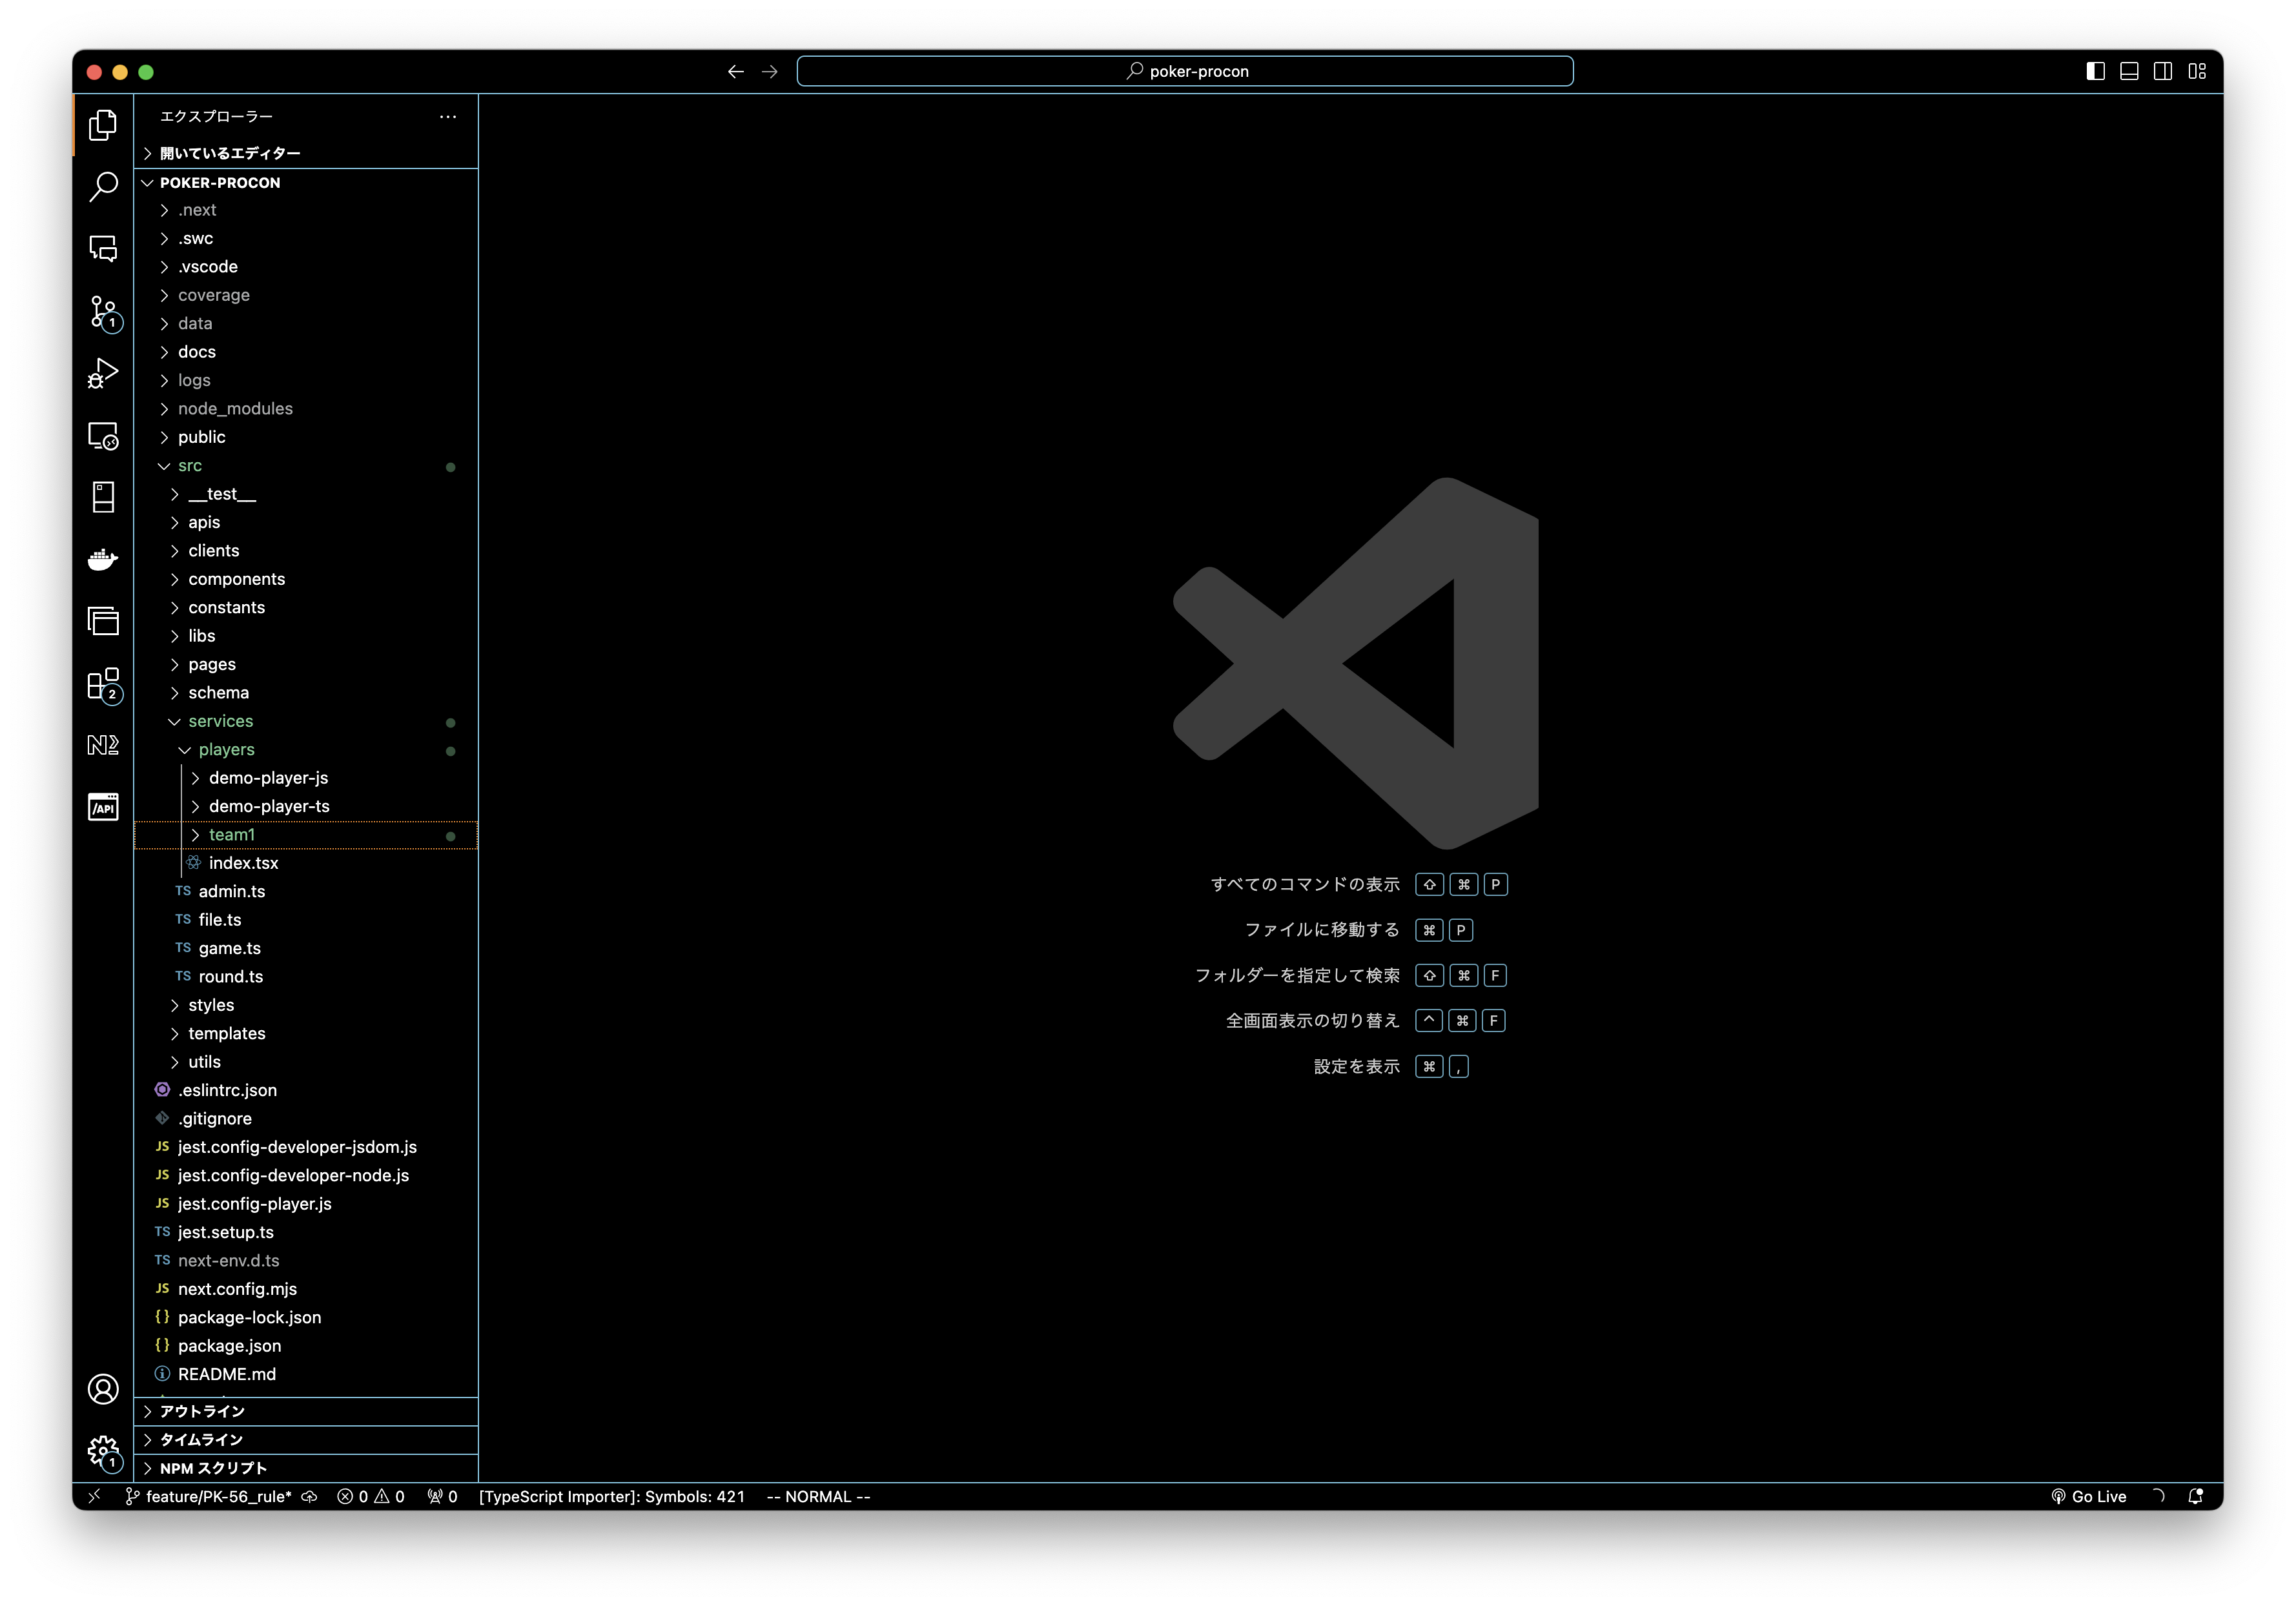 poker-procon
エクスプローラー
開いているエディター
POKER-PROCON
.next
.swc
.vscode
coverage
data
docs
logs
node_modules
public
src
__test__
apis
clients
components
constants
libs
pages
schema
services
players
demo-player-js
demo-player-ts
team1
index.tsx
TS admin.ts
TS file.ts
TS game.ts
TS round.ts
styles
templates
utils
.eslintrc.json
.gitignore
JS jest.config-developer-jsdom.js
JS jest.config-developer-node.js
JS jest.config-player.js
TS jest.setup.ts
TS next-env.d.ts
JS next.config.mjs
{} package-lock.json
{} package.json
README.md
アウトライン
タイムライン
NPM スクリプト
1
2
/API
1
すべてのコマンドの表示 ⇧ ⌘ P
ファイルに移動する ⌘ P
フォルダーを指定して検索 ⇧ ⌘ F
全画面表示の切り替え ^ ⌘ F
設定を表示 ⌘ ,
feature/PK-56_rule* 0 0 0 [TypeScript Importer]: Symbols: 421 -- NORMAL -- Go Live